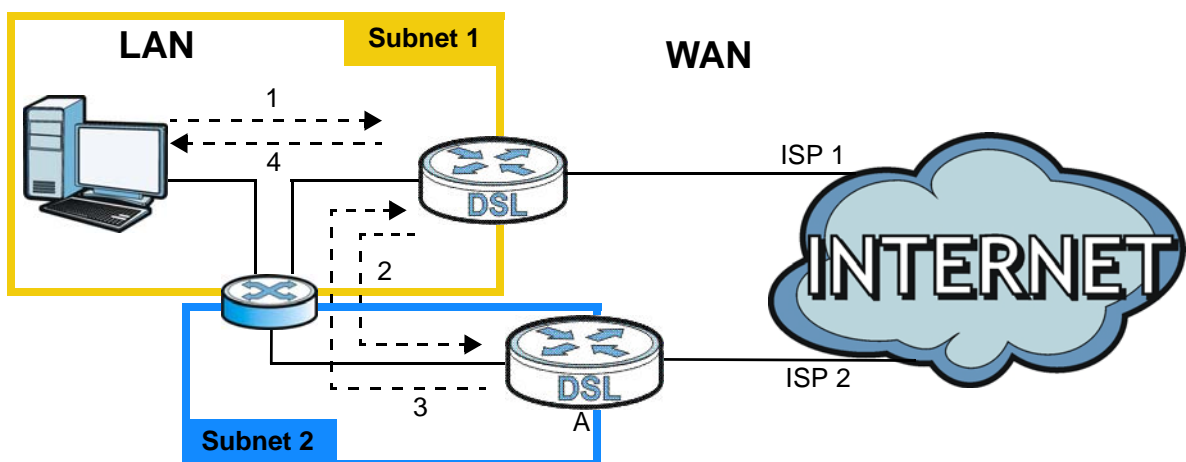 LAN
Subnet 1
WAN
1
4
ISP 1
DSL
2
INTERNET
DSL
ISP 2
3
A
Subnet 2